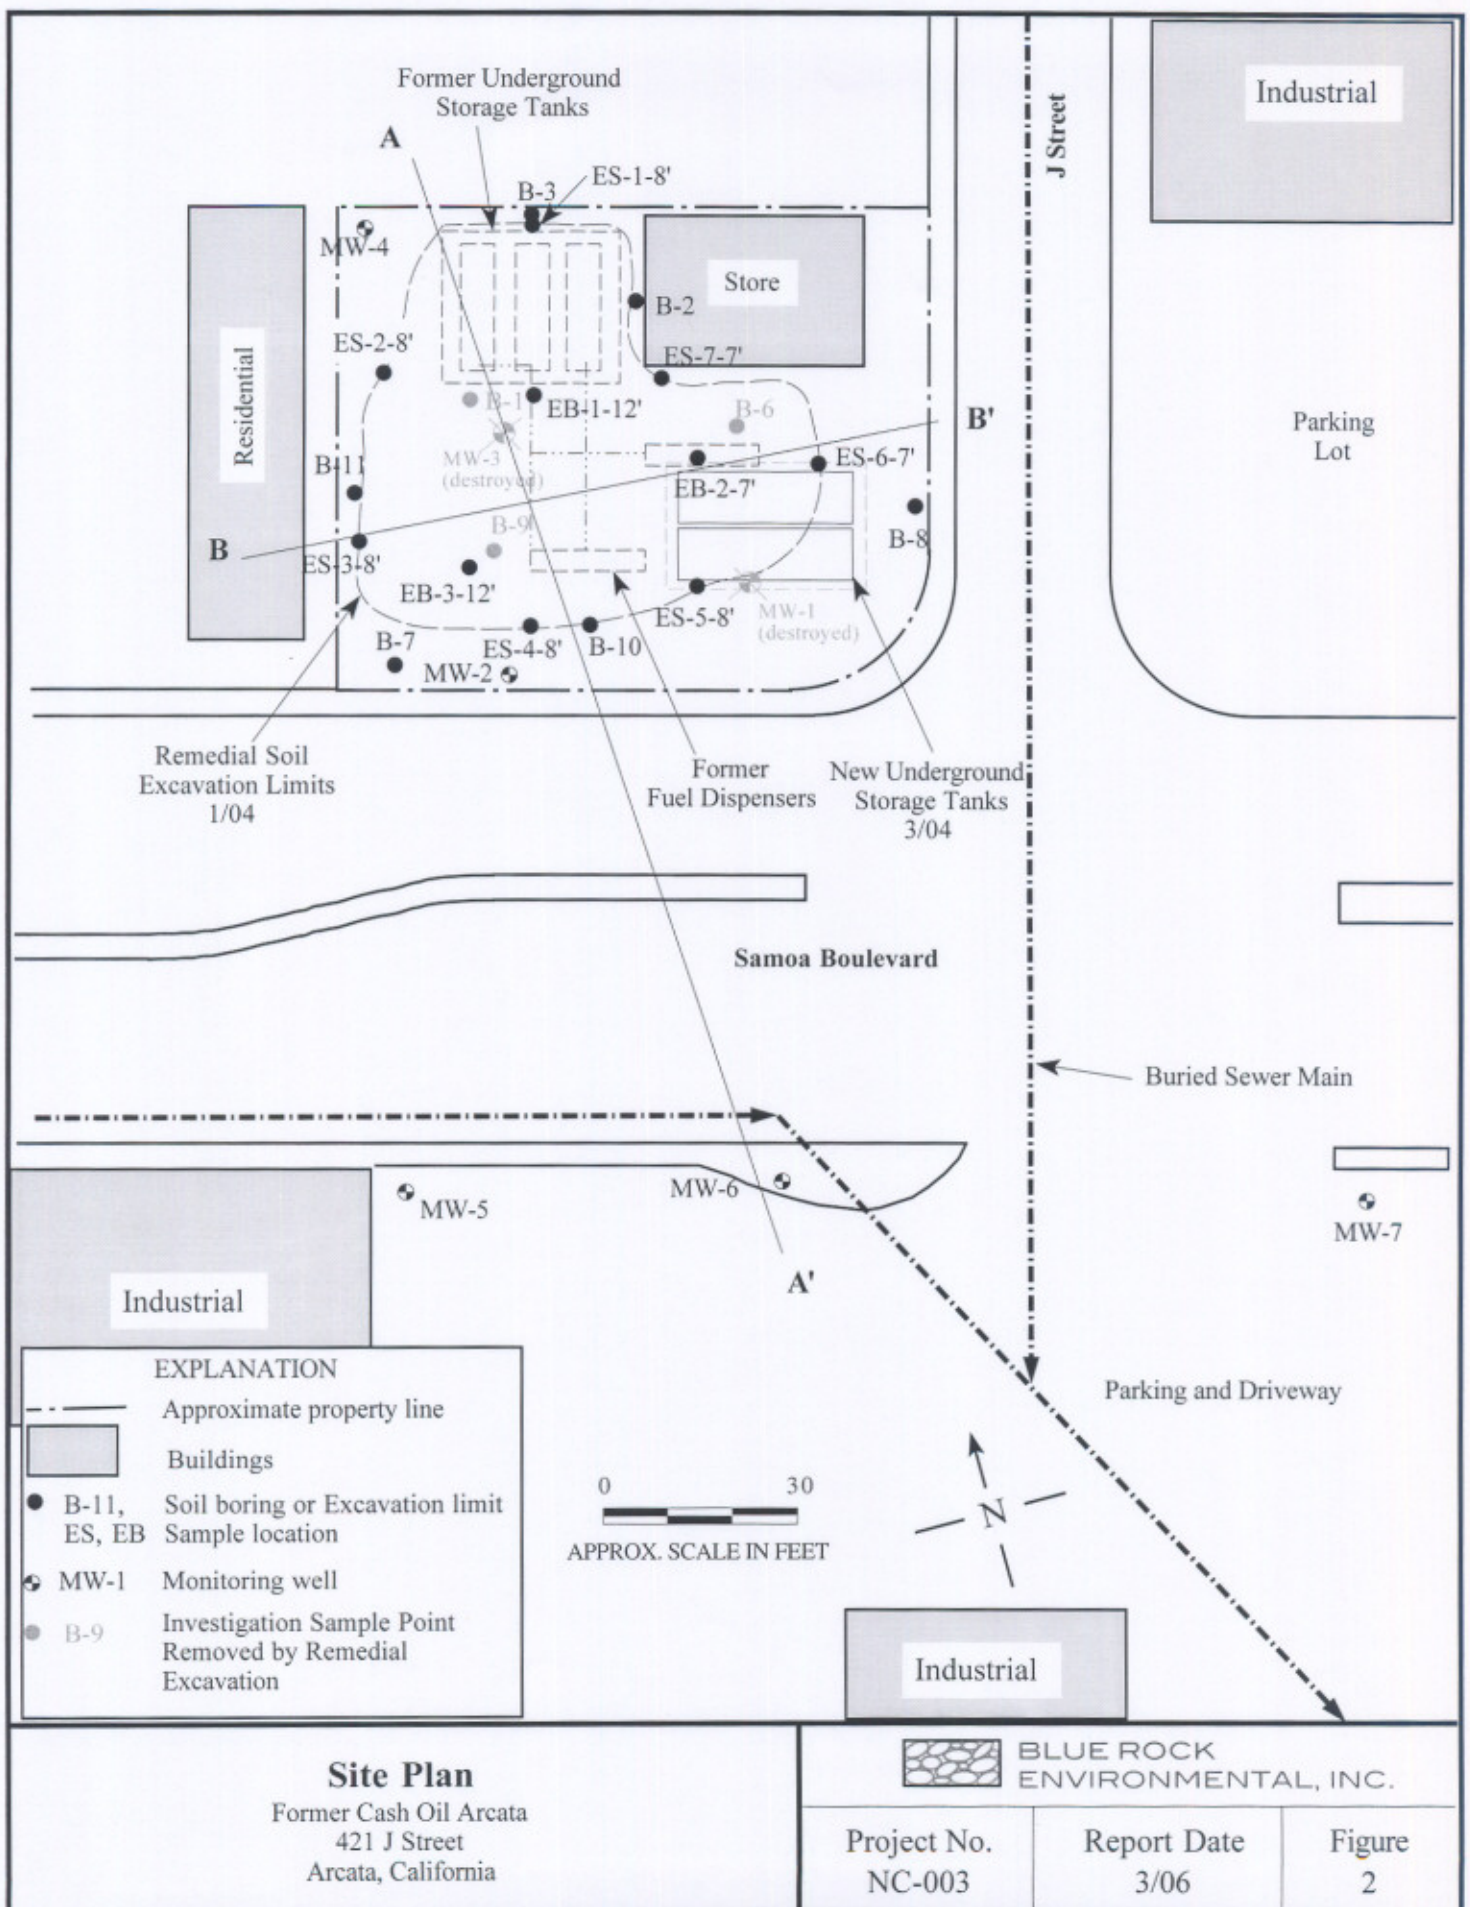 Former Underground
Storage Tanks
A
B-3
ES-1-8'
J Street
Industrial
MW-4
Store
B-2
ES-2-8'
ES-7-7'
Residential
B-1
EB-1-12'
B-6
B'
Parking
Lot
MW-3
(destroyed)
B-11
ES-6-7'
EB-2-7'
B-9
B-8
B
ES-3-8'
EB-3-12'
ES-5-8'
MW-1
(destroyed)
B-7
ES-4-8'
B-10
MW-2
Remedial Soil
Excavation Limits
1/04
Former
Fuel Dispensers
New Underground
Storage Tanks
3/04
Samoa Boulevard
Buried Sewer Main
MW-5
MW-6
MW-7
A'
Industrial
Parking and Driveway
EXPLANATION
Approximate property line
Buildings
B-11, Soil boring or Excavation limit
ES, EB Sample location
MW-1 Monitoring well
B-9 Investigation Sample Point
Removed by Remedial
Excavation
0 30
APPROX. SCALE IN FEET
N
Industrial
Site Plan
Former Cash Oil Arcata
421 J Street
Arcata, California
BLUE ROCK
ENVIRONMENTAL, INC.
Project No.
NC-003
Report Date
3/06
Figure
2